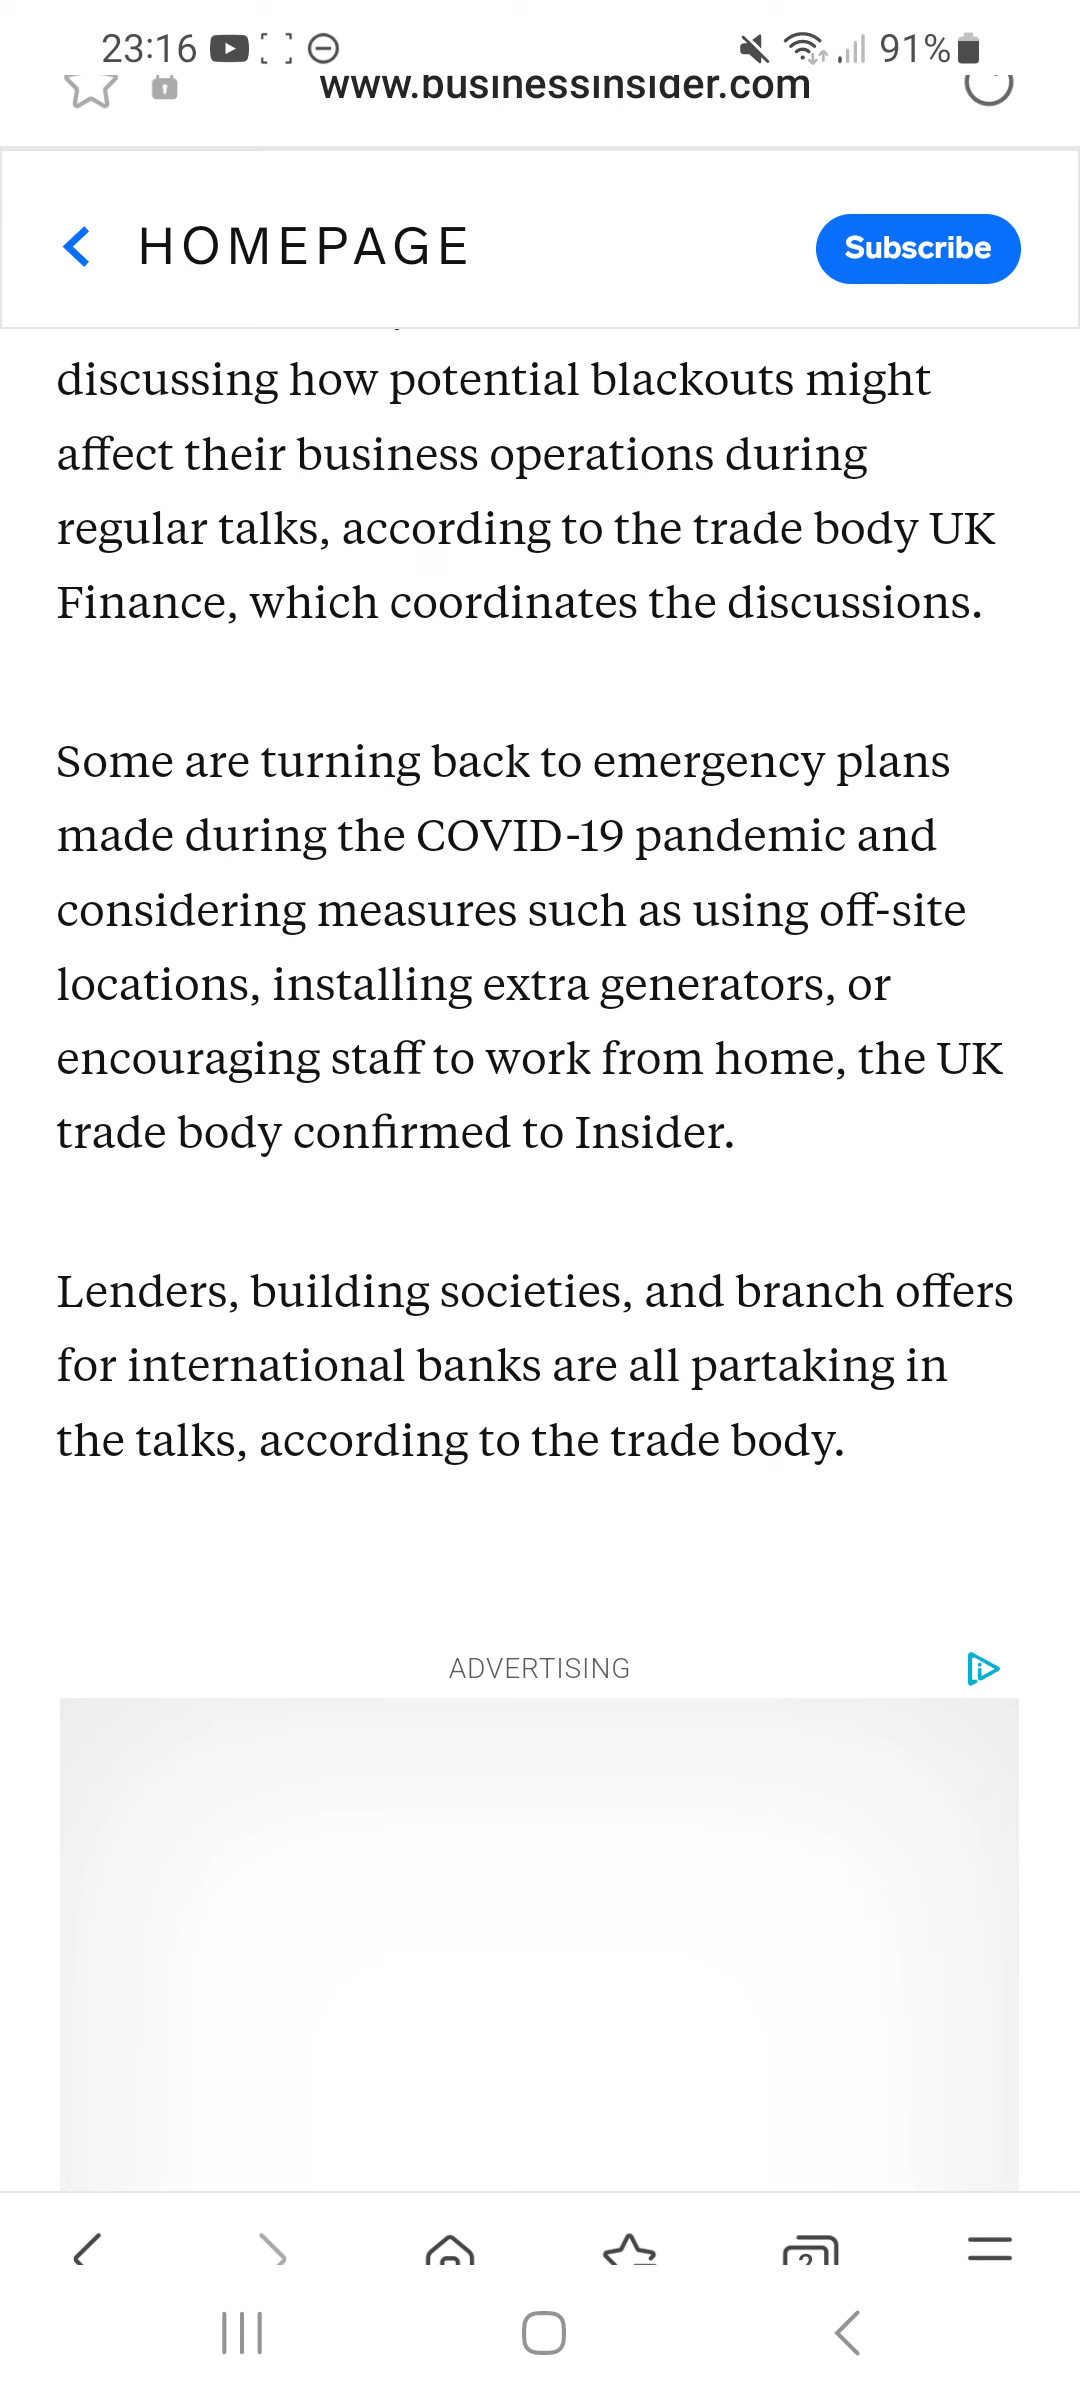 23:16 91%
www.businessinsider.com
HOMEPAGE Subscribe
discussing how potential blackouts might
affect their business operations during
regular talks, according to the trade body UK
Finance, which coordinates the discussions.
Some are turning back to emergency plans
made during the COVID-19 pandemic and
considering measures such as using off-site
locations, installing extra generators, or
encouraging staff to work from home, the UK
trade body confirmed to Insider.
Lenders, building societies, and branch offers
for international banks are all partaking in
the talks, according to the trade body.
ADVERTISING
2